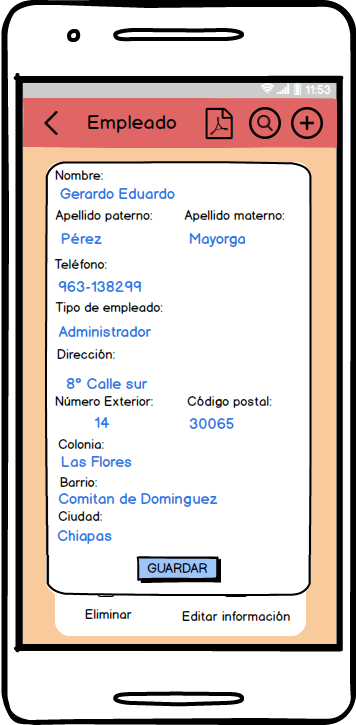 11:53
Empleado
Nombre:
Gerardo Eduardo
Apellido paterno: Apellido materno:
Pérez Mayorga
Teléfono:
963-138299
Tipo de empleado:
Administrador
Dirección:
8° Calle sur
Número Exterior: Código postal:
14 30065
Colonia:
Las Flores
Barrio:
Comitan de Dominguez
Ciudad:
Chiapas
GUARDAR
Eliminar Editar información